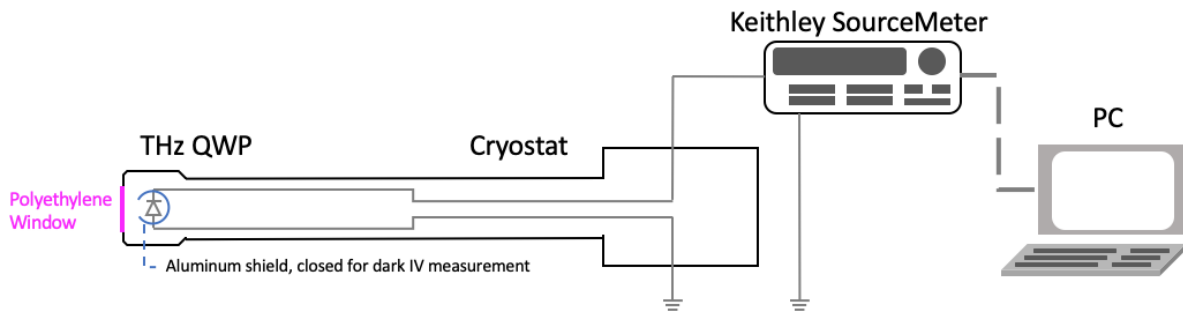 Keithley SourceMeter
PC
THz QWP
Cryostat
Polyethylene
Window
Aluminum shield, closed for dark IV measurement